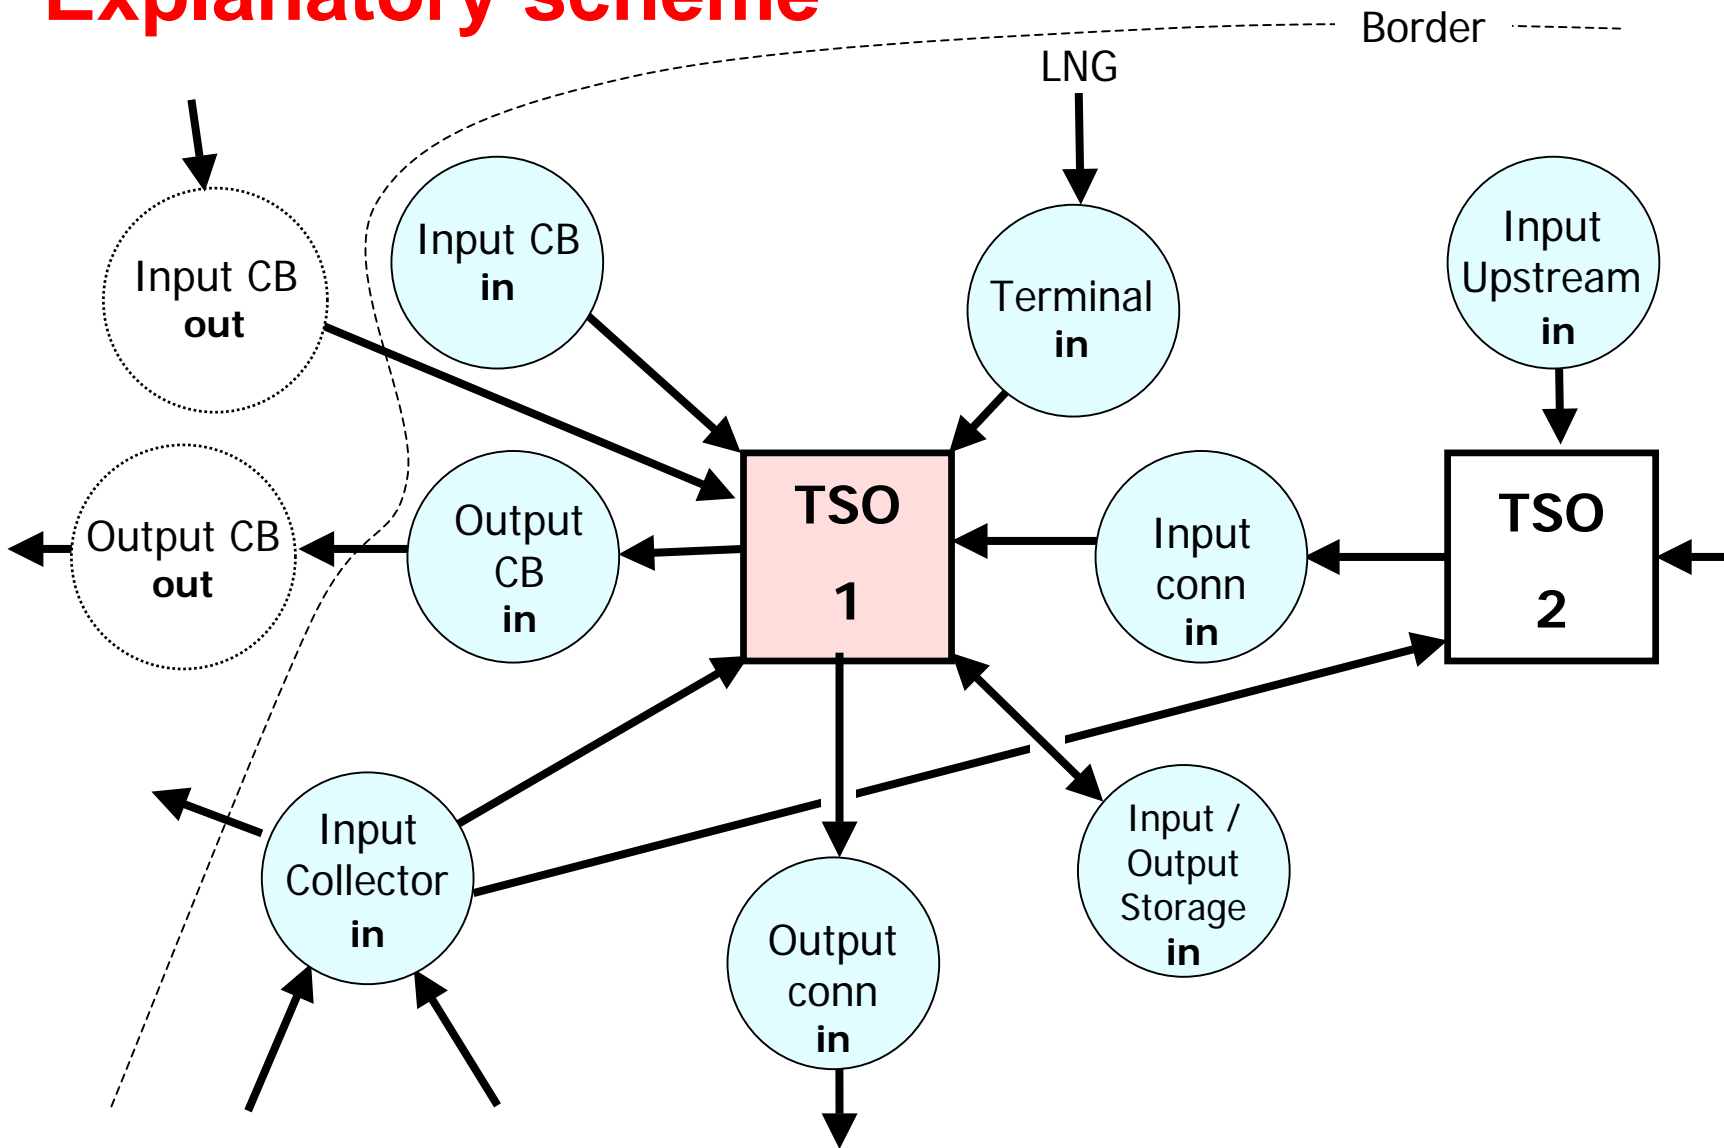 Explanatory scheme
Border
LNG
Input CB
out
Input CB
in
Terminal
in
Input
Upstream
in
Output CB
out
Output
CB
in
TSO
1
Input
conn
in
TSO
2
Input
Collector
in
Output
conn
in
Input /
Output
Storage
in